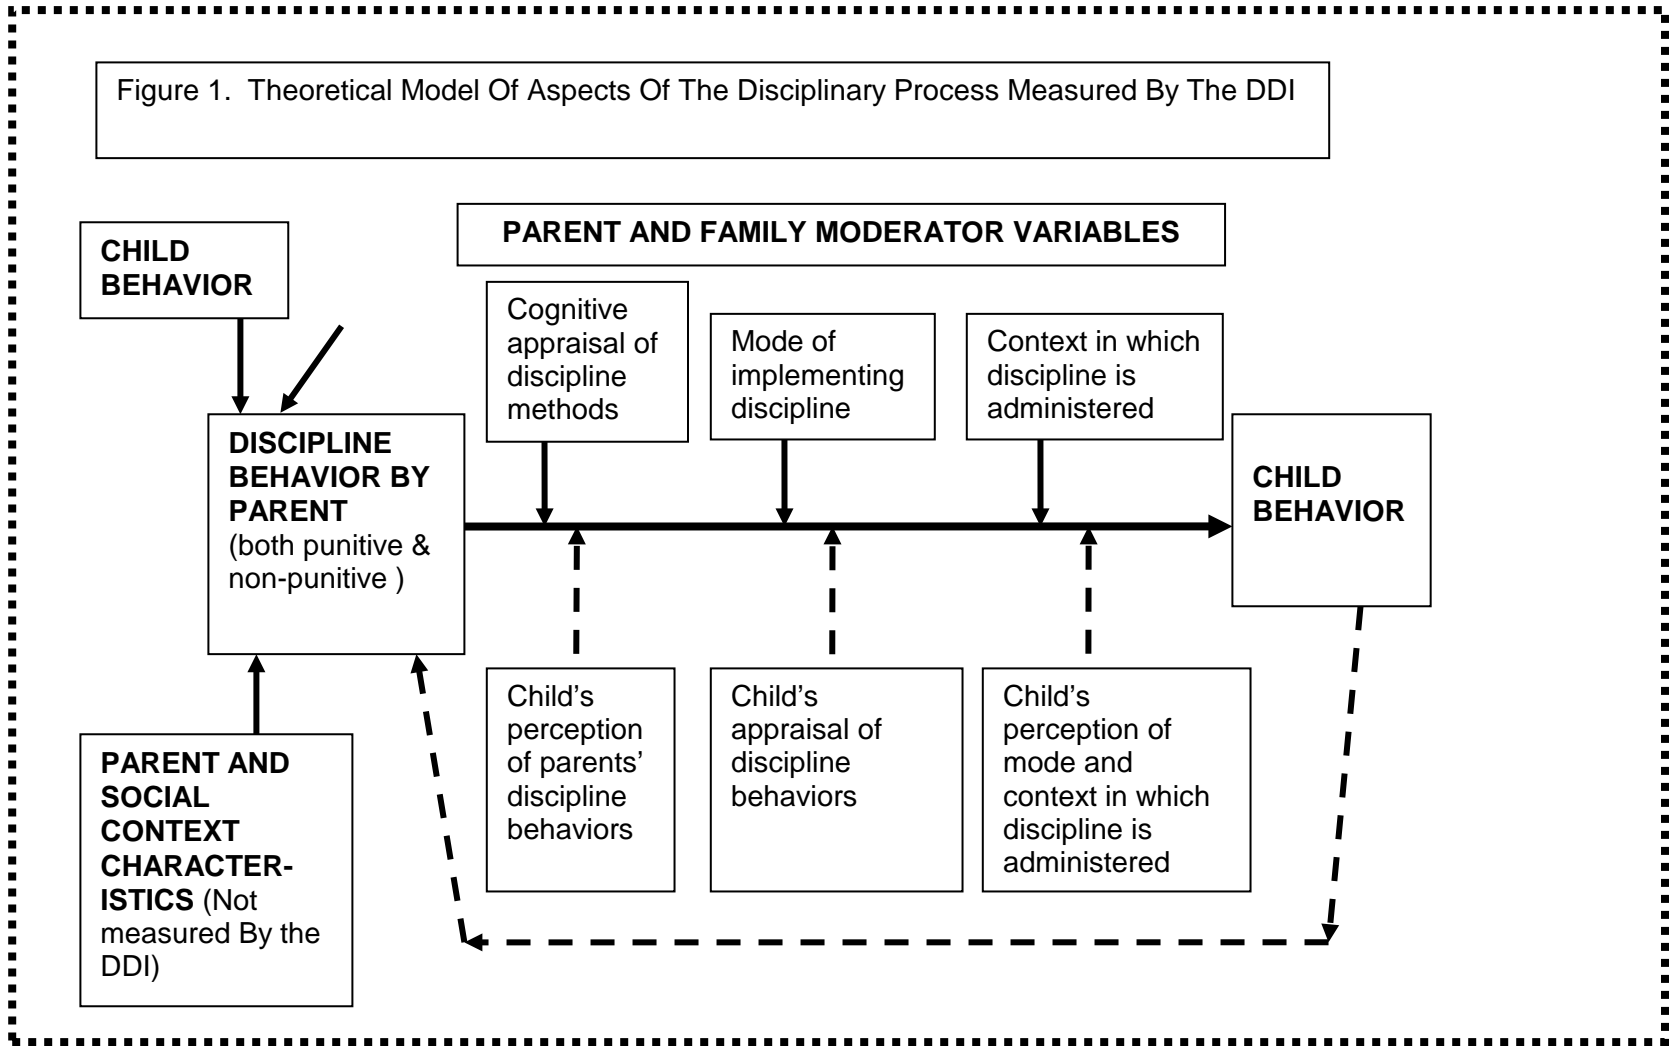 Figure 1.  Theoretical Model Of Aspects Of The Disciplinary Process Measured By The DDI
CHILD
BEHAVIOR
PARENT AND FAMILY MODERATOR VARIABLES
Cognitive
appraisal of
discipline
methods
Mode of
implementing
discipline
Context in which
discipline is
administered
DISCIPLINE
BEHAVIOR BY
PARENT
(both punitive &
non-punitive )
CHILD
BEHAVIOR
PARENT AND
SOCIAL
CONTEXT
CHARACTER-
ISTICS (Not
measured By the
DDI)
Child’s
perception
of parents’
discipline
behaviors
Child’s
appraisal of
discipline
behaviors
Child’s
perception of
mode and
context in which
discipline is
administered